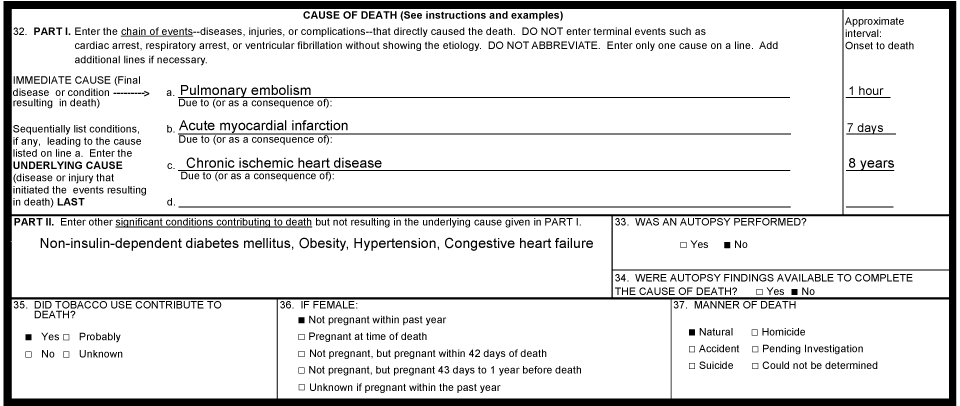 CAUSE OF DEATH (See instructions and examples)
32. PART I. Enter the chain of events--diseases, injuries, or complications--that directly caused the death. DO NOT enter terminal events such as
cardiac arrest, respiratory arrest, or ventricular fibrillation without showing the etiology. DO NOT ABBREVIATE. Enter only one cause on a line. Add
additional lines if necessary.
Approximate
interval:
Onset to death
IMMEDIATE CAUSE (Final
disease or condition --------->
resulting in death)
a. Pulmonary embolism
1 hour
Due to (or as a consequence of):
Sequentially list conditions,
if any, leading to the cause
listed on line a. Enter the
UNDERLYING CAUSE
(disease or injury that
initiated the events resulting
in death) LAST
b. Acute myocardial infarction
7 days
Due to (or as a consequence of):
c. Chronic ischemic heart disease
8 years
Due to (or as a consequence of):
d.
PART II. Enter other significant conditions contributing to death but not resulting in the underlying cause given in PART I.
Non-insulin-dependent diabetes mellitus, Obesity, Hypertension, Congestive heart failure
33. WAS AN AUTOPSY PERFORMED?
□ Yes ■ No
34. WERE AUTOPSY FINDINGS AVAILABLE TO COMPLETE
THE CAUSE OF DEATH? □ Yes ■ No
35. DID TOBACCO USE CONTRIBUTE TO
DEATH?
■ Yes □ Probably
□ No □ Unknown
36. IF FEMALE:
■ Not pregnant within past year
□ Pregnant at time of death
□ Not pregnant, but pregnant within 42 days of death
□ Not pregnant, but pregnant 43 days to 1 year before death
□ Unknown if pregnant within the past year
37. MANNER OF DEATH
■ Natural □ Homicide
□ Accident □ Pending Investigation
□ Suicide □ Could not be determined